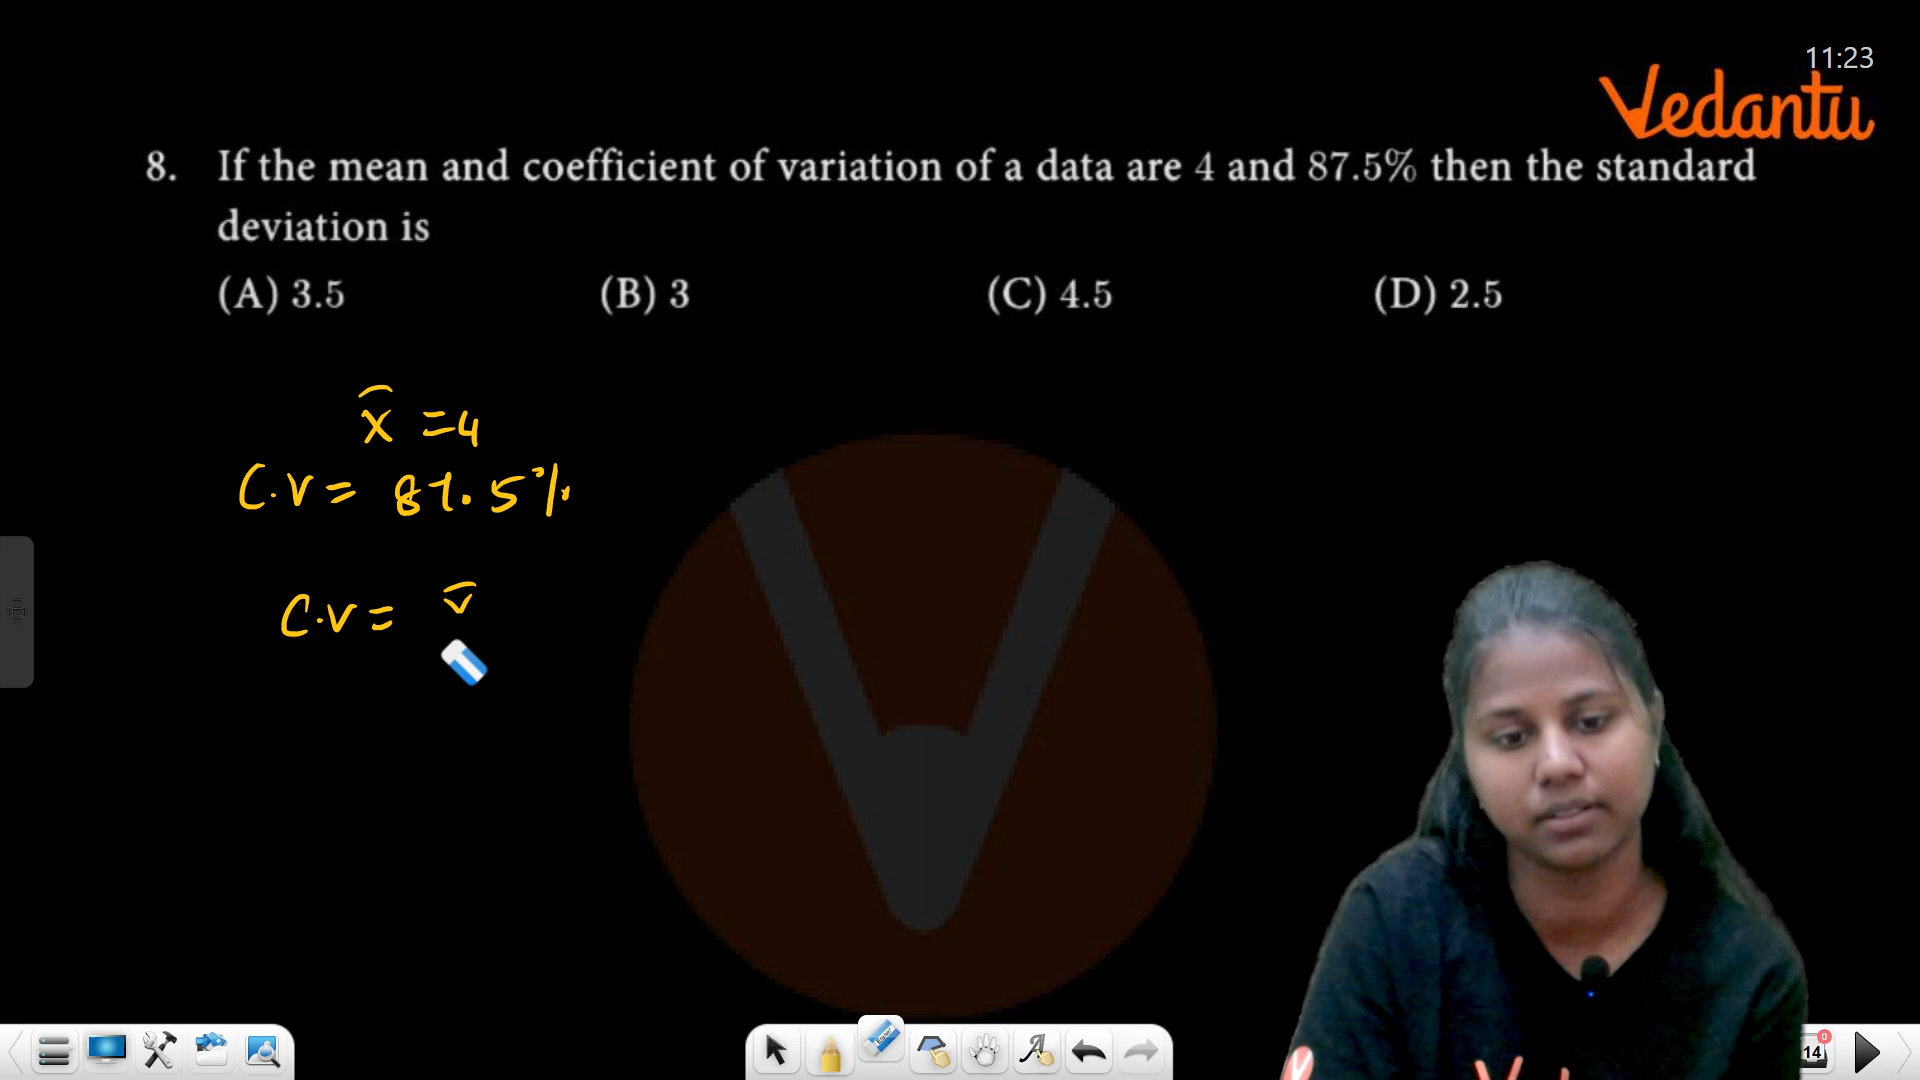 11:23
Vedantu
8. If the mean and coefficient of variation of a data are 4 and 87.5% then the standard
deviation is
(A) 3.5 (B) 3 (C) 4.5 (D) 2.5
x̄ = 4
C.V = 87.5%
C.V =
14
0